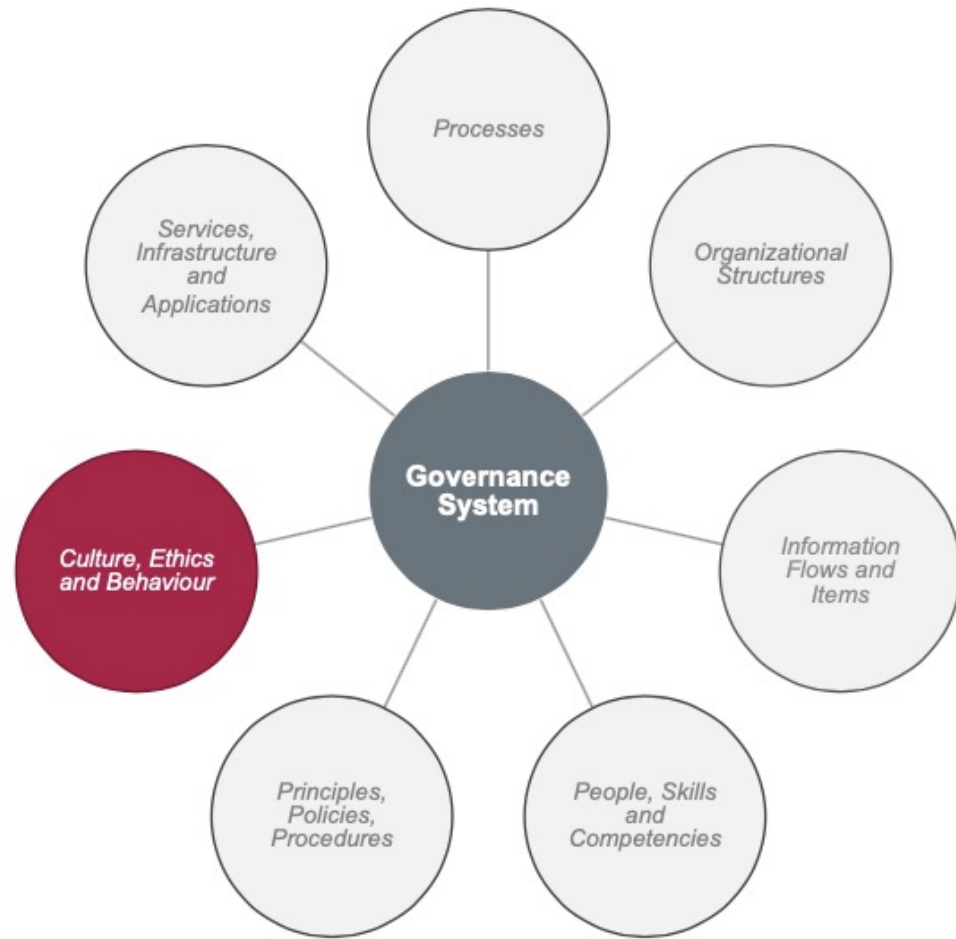 Processes
Services,
Infrastructure
and
Applications
Organizational
Structures
Governance
System
Culture, Ethics
and Behaviour
Information
Flows and
Items
Principles,
Policies,
Procedures
People, Skills
and
Competencies